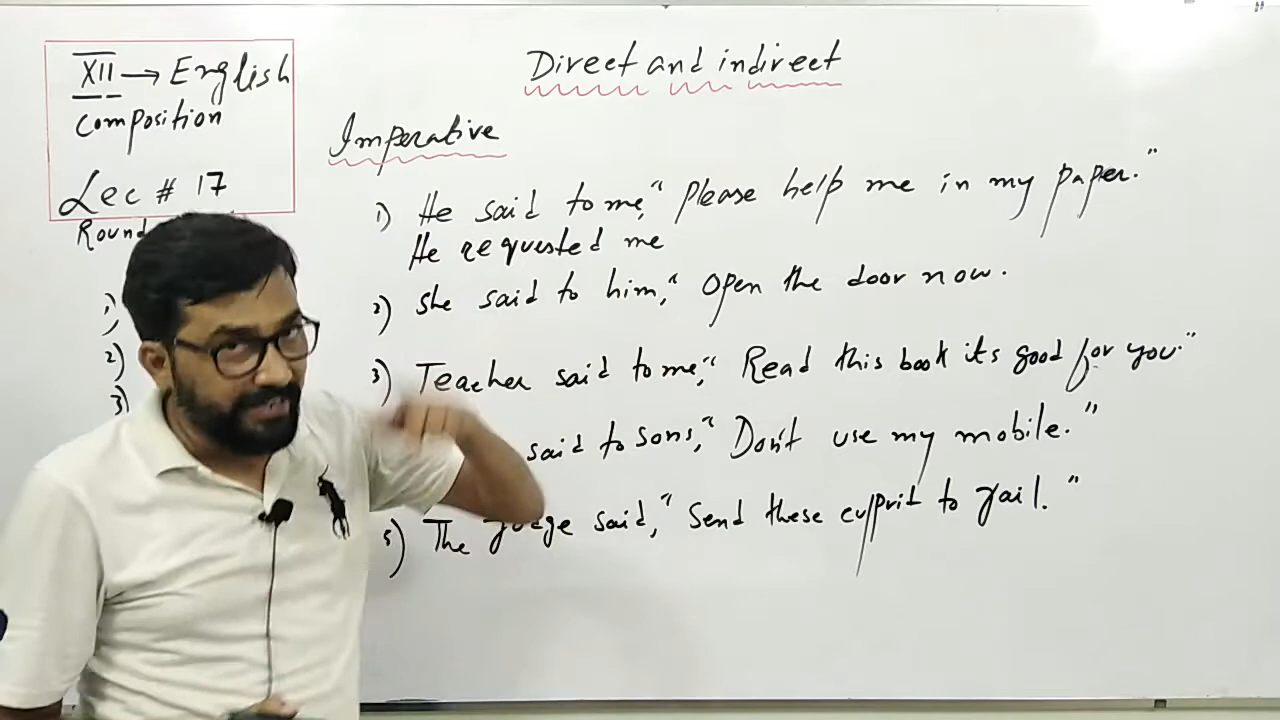 XII → English
composition
Lec # 17
Round
1)
2)
3)
Direct and indirect
Imperative
1) He said to me, "Please help me in my paper."
He requested me
2) She said to him, "Open the door now.
3) Teacher said to me, "Read this book its good for you."
said to sons, "Don't use my mobile."
5) The judge said, "Send these culprit to jail."